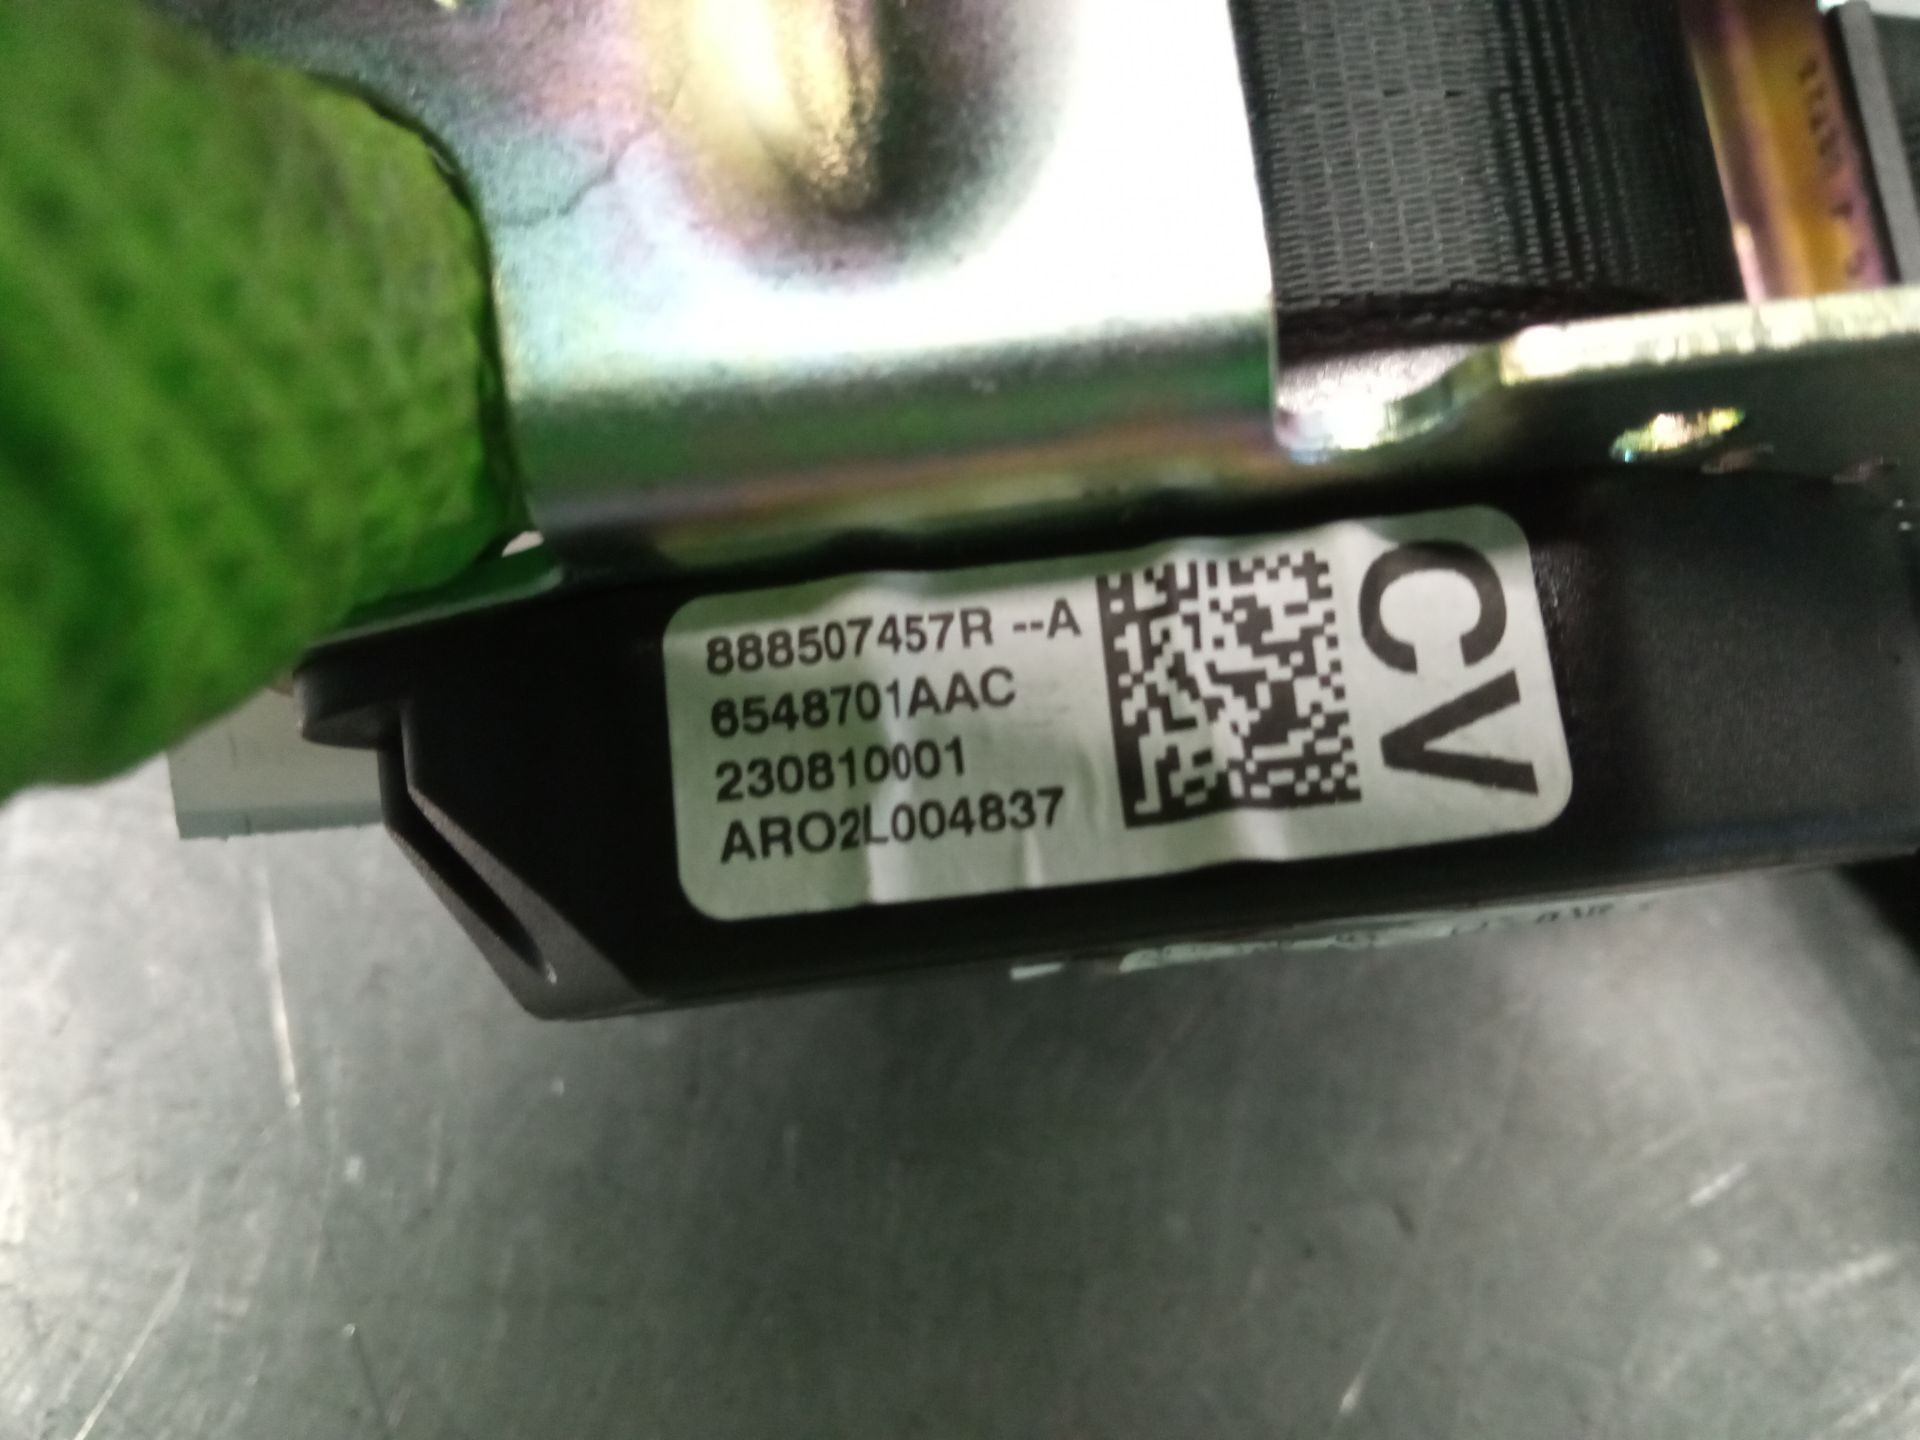 888507457R --A
6548701AAC
230810001
ARO2L004837
CV